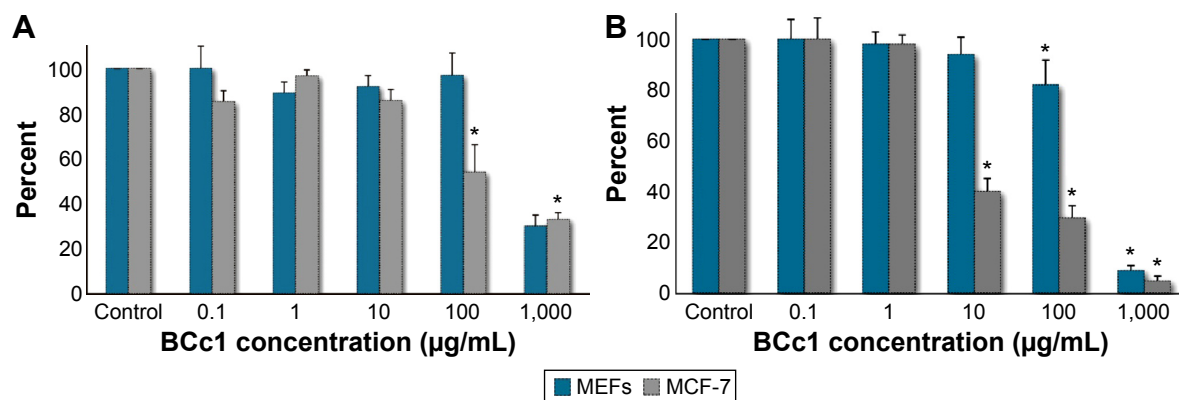 A
Percent
100
80
60
40
20
0
*
*
Control 0.1 1 10 100 1,000
BCc1 concentration (µg/mL)
B
Percent
100
80
60
40
20
0
*
*
*
*
*
Control 0.1 1 10 100 1,000
BCc1 concentration (µg/mL)
MEFs MCF-7